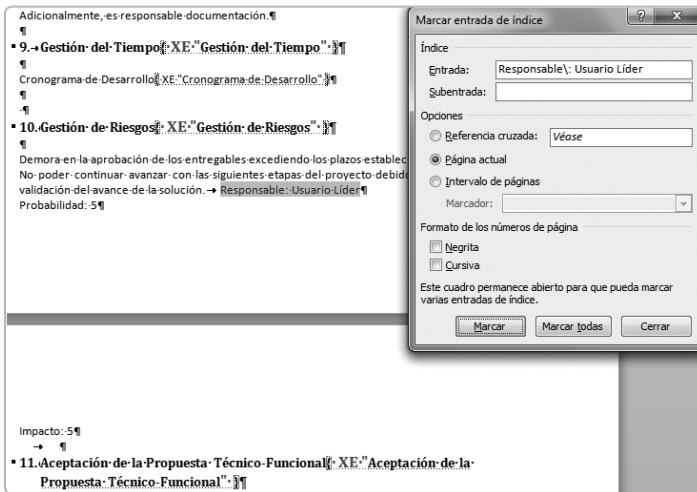 Adicionalmente,·es·responsable·documentación.¶
¶
▪ 9.→Gestión·del·Tiempo{·XE·"Gestión·del·Tiempo"·}¶
¶
Cronograma·de·Desarrollo{·XE·"Cronograma·de·Desarrollo"·}¶
¶
·¶
▪ 10.·Gestión·de·Riesgos{·XE·"Gestión·de·Riesgos"·}¶
¶
Demora·en·la·aprobación·de·los·entregables·excediendo·los·plazos·establec
No·poder·continuar·avanzar·con·las·siguientes·etapas·del·proyecto·debido
validación·del·avance·de·la·solución.·→ Responsable:·Usuario·Líder¶
Probabilidad:·5¶
Impacto:·5¶
→ ¶
▪ 11.·Aceptación·de·la·Propuesta·Técnico-Funcional{·XE·"Aceptación·de·la·
Propuesta·Técnico-Funcional"·}¶
Marcar entrada de índice
Índice
Entrada: Responsable\: Usuario Líder
Subentrada:
Opciones
Referencia cruzada: Véase
Página actual
Intervalo de páginas
Marcador:
Formato de los números de página
Negrita
Cursiva
Este cuadro permanece abierto para que pueda marcar
varias entradas de índice.
Marcar Marcar todas Cerrar